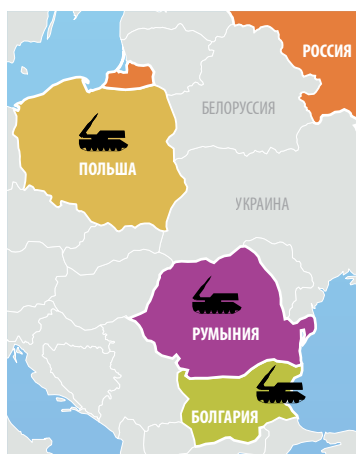 РОССИЯ
БЕЛОРУССИЯ
ПОЛЬША
УКРАИНА
РУМЫНИЯ
БОЛГАРИЯ